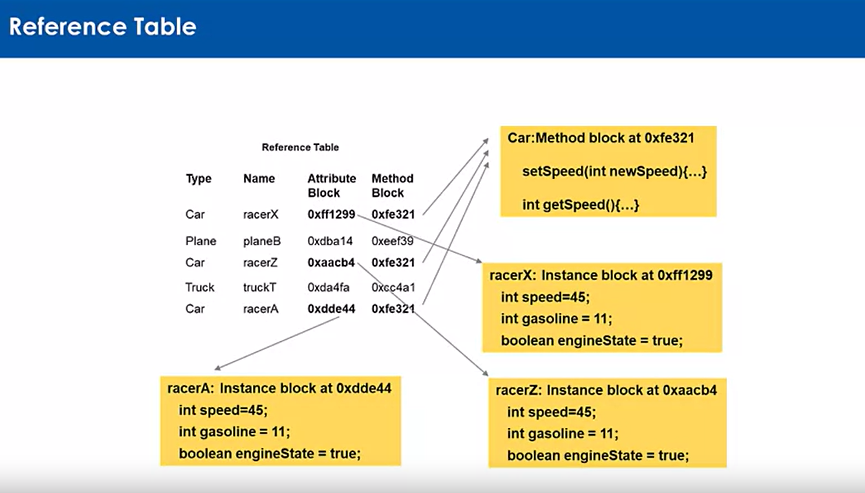 Reference Table
Reference Table
Type Name Attribute Block Method Block
Car racerX 0xff1299 0xfe321
Plane planeB 0xdba14 0xeef39
Car racerZ 0xaacb4 0xfe321
Truck truckT 0xda4fa 0xcc4a1
Car racerA 0xdde44 0xfe321
Car:Method block at 0xfe321
setSpeed(int newSpeed){...}
int getSpeed(){...}
racerX: Instance block at 0xff1299
int speed=45;
int gasoline = 11;
boolean engineState = true;
racerA: Instance block at 0xdde44
int speed=45;
int gasoline = 11;
boolean engineState = true;
racerZ: Instance block at 0xaacb4
int speed=45;
int gasoline = 11;
boolean engineState = true;